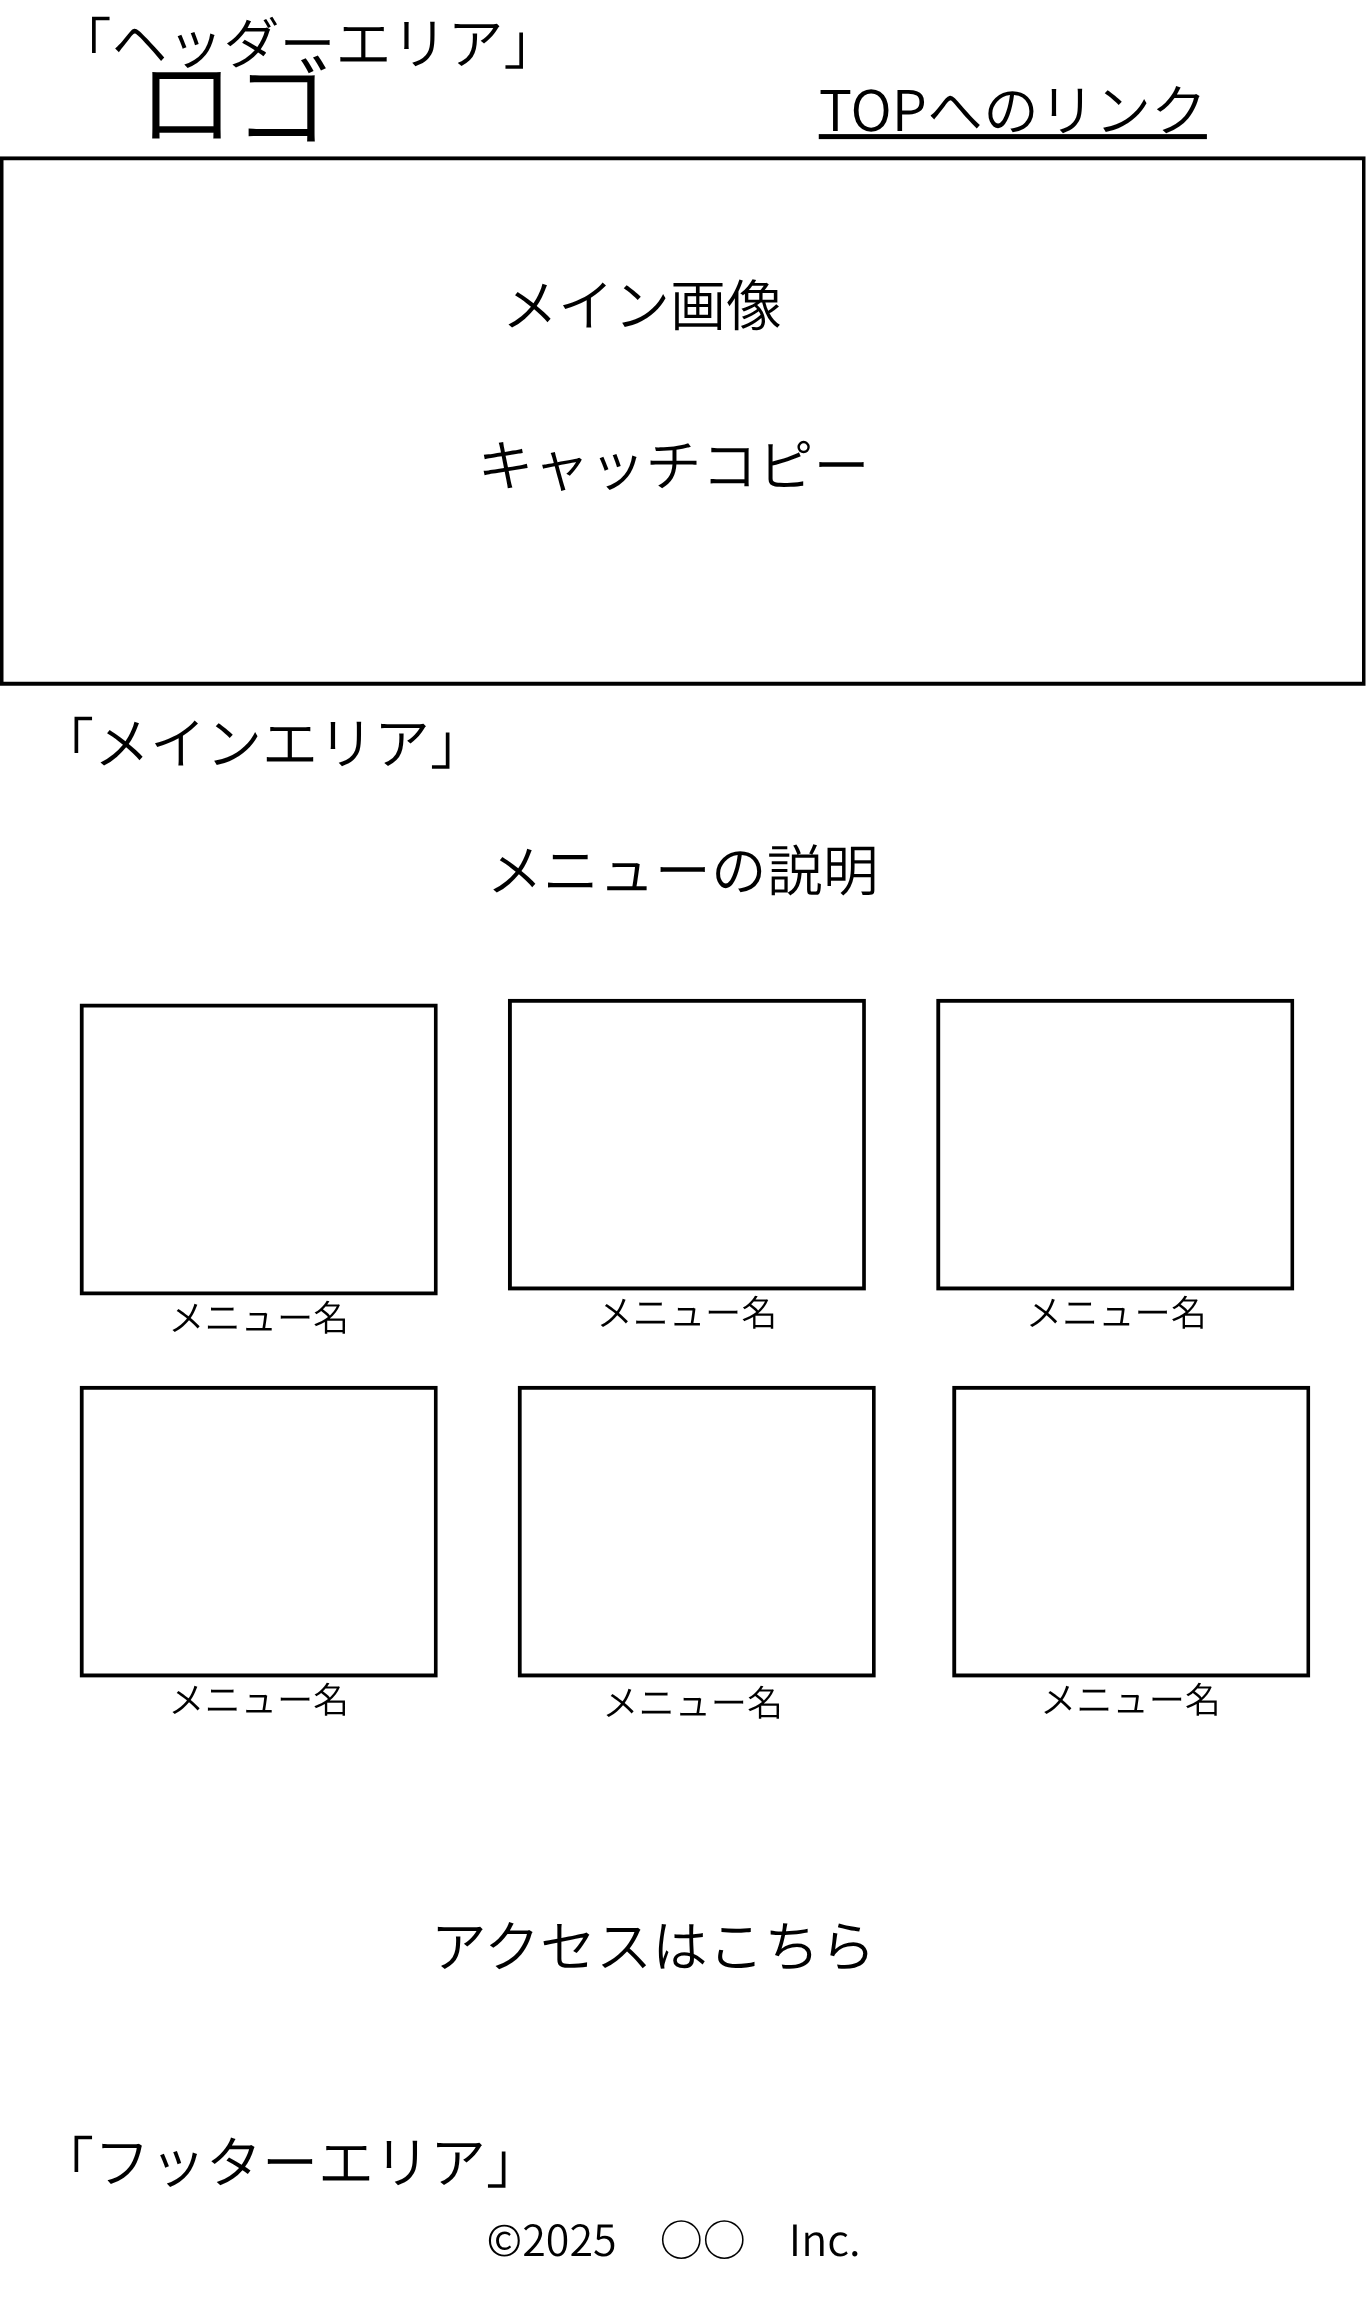 「ヘッダーエリア」
ロゴ
TOPへのリンク
メイン画像
キャッチコピー
「メインエリア」
メニューの説明
メニュー名
メニュー名
メニュー名
メニュー名
メニュー名
メニュー名
アクセスはこちら
「フッターエリア」
©2025　◯◯　Inc.